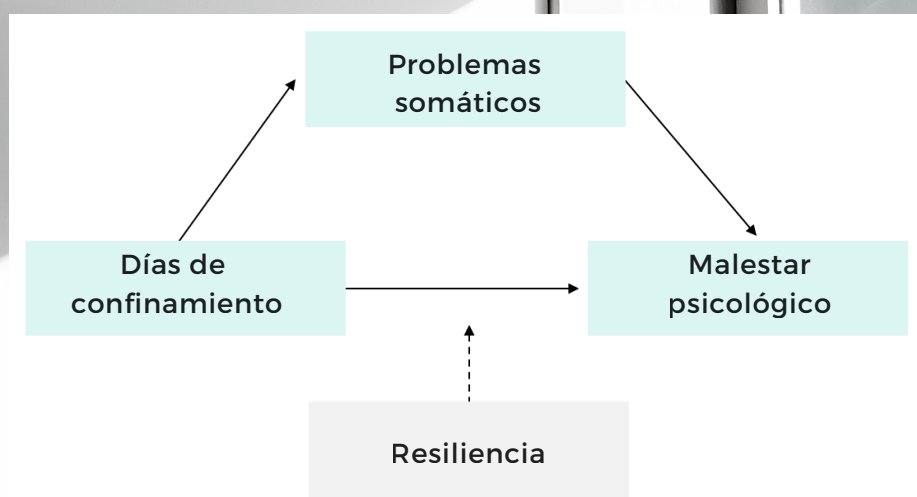 Problemas
somáticos
Días de
confinamiento
Malestar
psicológico
Resiliencia